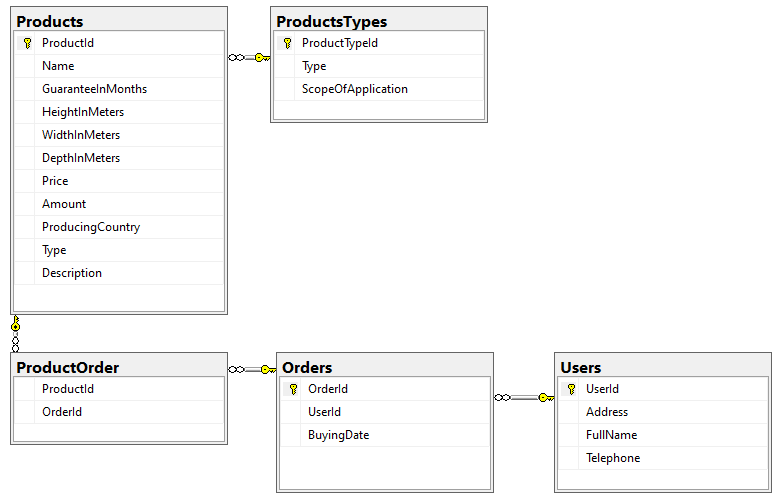 Products
ProductId
Name
GuaranteeInMonths
HeightInMeters
WidthInMeters
DepthInMeters
Price
Amount
ProducingCountry
Type
Description
ProductsTypes
ProductTypeId
Type
ScopeOfApplication
ProductOrder
ProductId
OrderId
Orders
OrderId
UserId
BuyingDate
Users
UserId
Address
FullName
Telephone